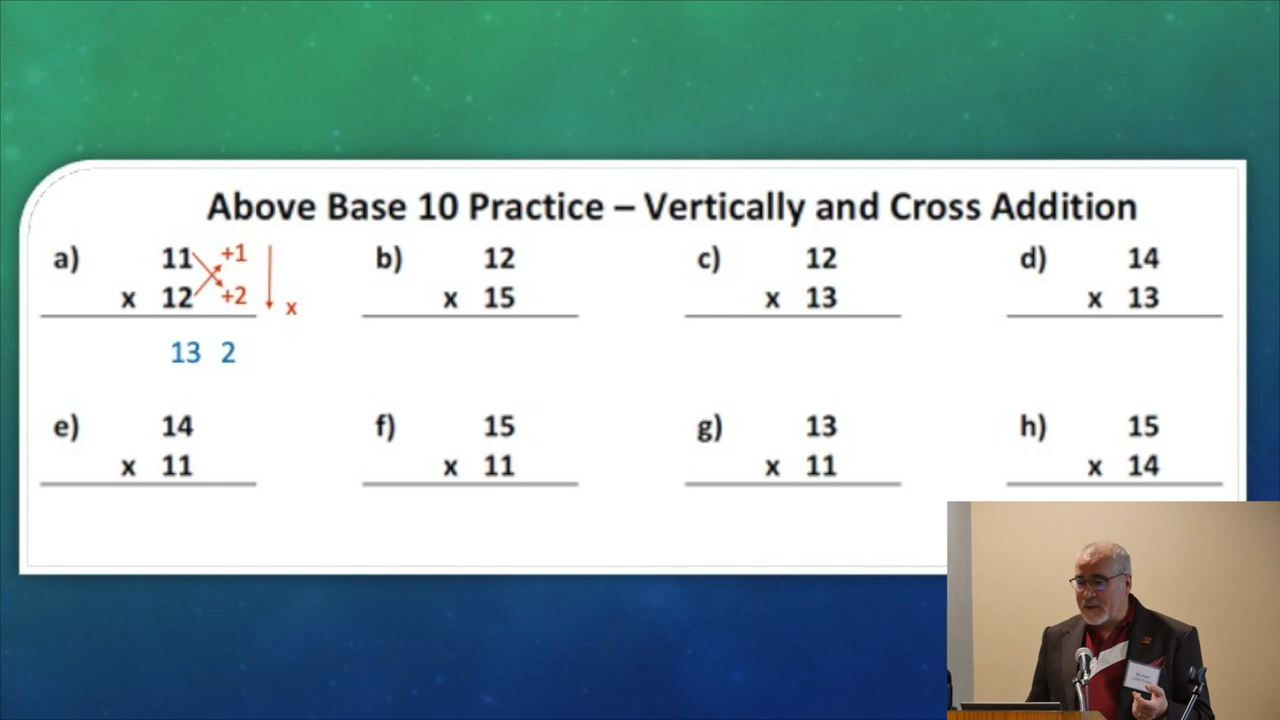 Above Base 10 Practice – Vertically and Cross Addition
a) 11 +1
x 12 +2 x
13 2
b) 12
x 15
c) 12
x 13
d) 14
x 13
e) 14
x 11
f) 15
x 11
g) 13
x 11
h) 15
x 14
Michael